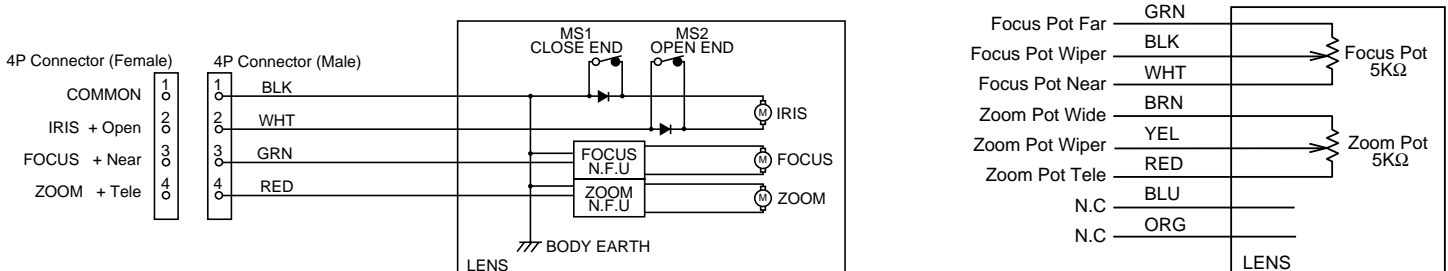 4P Connector (Female)
COMMON 1
IRIS + Open 2
FOCUS + Near 3
ZOOM + Tele 4
4P Connector (Male)
1 BLK
2 WHT
3 GRN
4 RED
MS1
CLOSE END
MS2
OPEN END
M IRIS
FOCUS
N.F.U
M FOCUS
ZOOM
N.F.U
M ZOOM
BODY EARTH
LENS
Focus Pot Far GRN
Focus Pot Wiper BLK
Focus Pot Near WHT
Focus Pot
5KΩ
Zoom Pot Wide BRN
Zoom Pot Wiper YEL
Zoom Pot Tele RED
Zoom Pot
5KΩ
N.C BLU
N.C ORG
LENS